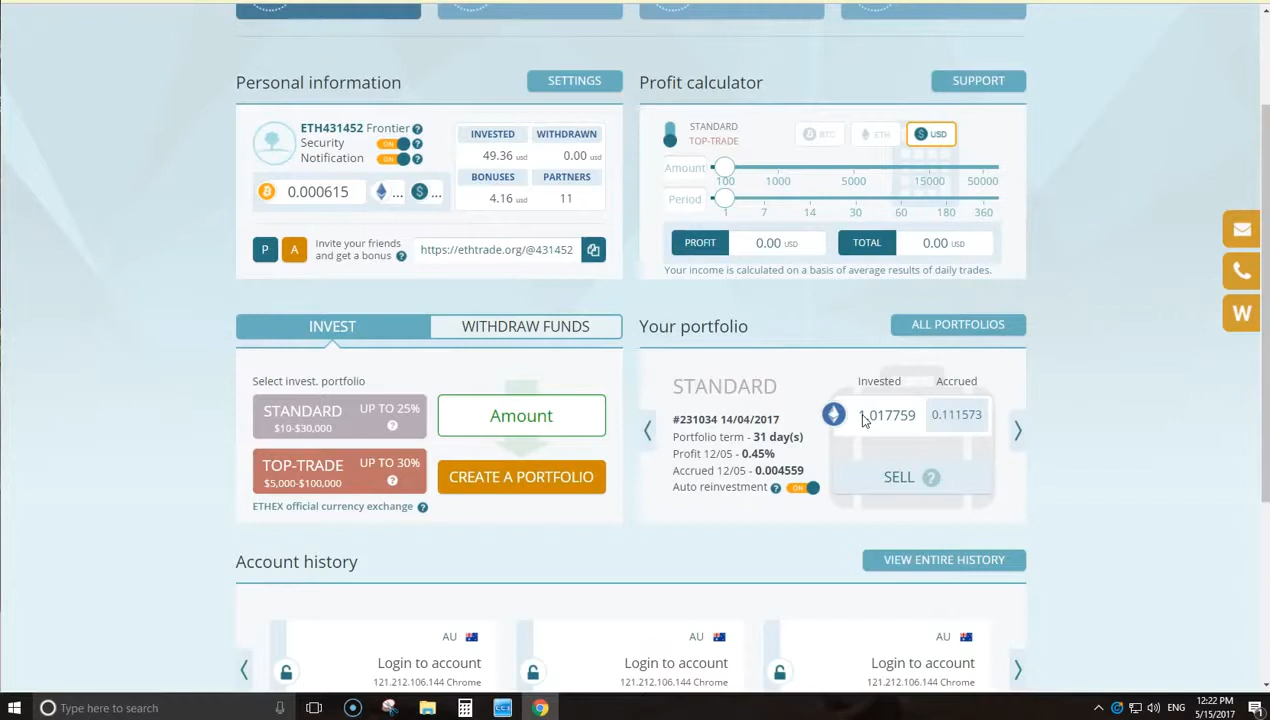 Personal information
SETTINGS
ETH431452 Frontier ?
Security ON ?
Notification ON ?
INVESTED WITHDRAWN
49.36 usd 0.00 usd
BONUSES PARTNERS
4.16 usd 11
0.000615 ... $ ...
P A Invite your friends
and get a bonus ?
https://ethtrade.org/@431452
Profit calculator
SUPPORT
STANDARD
TOP-TRADE
BTC ETH $ USD
Amount
100 1000 5000 15000 50000
Period
1 7 14 30 60 180 360
PROFIT 0.00 USD TOTAL 0.00 USD
Your income is calculated on a basis of average results of daily trades.
INVEST WITHDRAW FUNDS
Select invest. portfolio
STANDARD UP TO 25%
$10-$30,000 ?
Amount
TOP-TRADE UP TO 30%
$5,000-$100,000 ?
CREATE A PORTFOLIO
ETHEX official currency exchange ?
Your portfolio
ALL PORTFOLIOS
STANDARD
#231034 14/04/2017
Portfolio term - 31 day(s)
Profit 12/05 - 0.45%
Accrued 12/05 - 0.004559
Auto reinvestment ? ON
Invested Accrued
1.017759 0.111573
SELL ?
Account history
VIEW ENTIRE HISTORY
AU
Login to account
121.212.106.144 Chrome
AU
Login to account
121.212.106.144 Chrome
AU
Login to account
121.212.106.144 Chrome
W
Type here to search
ENG
12:22 PM
5/15/2017